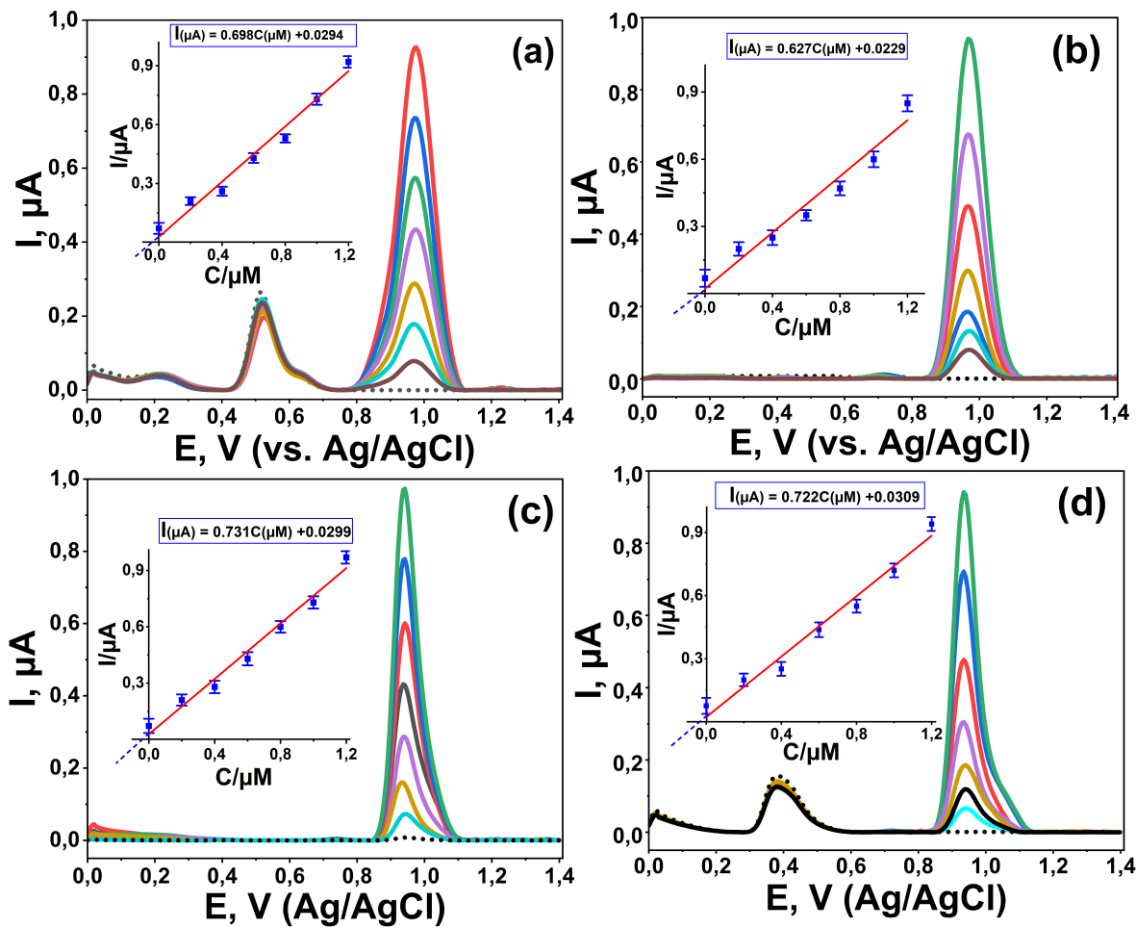 (a)
I(µA) = 0.698C(µM) +0.0294
I/µA
0,9
0,6
0,3
0,0 0,4 0,8 1,2
C/µM
I, µA
1,0
0,8
0,6
0,4
0,2
0,0
0,0 0,2 0,4 0,6 0,8 1,0 1,2 1,4
E, V (vs. Ag/AgCl)
(b)
I(µA) = 0.627C(µM) +0.0229
I/µA
0,9
0,6
0,3
0,0 0,4 0,8 1,2
C/µM
I, µA
1,0
0,8
0,6
0,4
0,2
0,0
0,0 0,2 0,4 0,6 0,8 1,0 1,2 1,4
E, V (vs. Ag/AgCl)
(c)
I(µA) = 0.731C(µM) +0.0299
I/µA
0,9
0,6
0,3
0,0 0,4 0,8 1,2
C/µM
I, µA
1,0
0,8
0,6
0,4
0,2
0,0
0,0 0,2 0,4 0,6 0,8 1,0 1,2 1,4
E, V (Ag/AgCl)
(d)
I(µA) = 0.722C(µM) +0.0309
I/µA
0,9
0,6
0,3
0,0 0,4 0,8 1,2
C/µM
I, µA
1,0
0,8
0,6
0,4
0,2
0,0
0,0 0,2 0,4 0,6 0,8 1,0 1,2 1,4
E, V (Ag/AgCl)